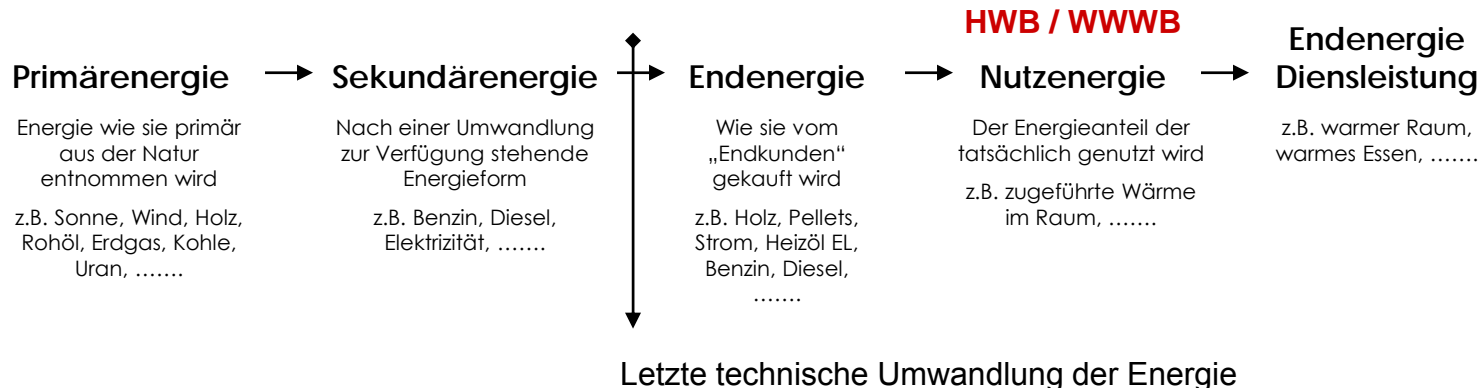 Primärenergie
Energie wie sie primär
aus der Natur
entnommen wird
z.B. Sonne, Wind, Holz,
Rohöl, Erdgas, Kohle,
Uran, …….
Sekundärenergie
Nach einer Umwandlung
zur Verfügung stehende
Energieform
z.B. Benzin, Diesel,
Elektrizität, …….
Endenergie
Wie sie vom
„Endkunden“
gekauft wird
z.B. Holz, Pellets,
Strom, Heizöl EL,
Benzin, Diesel,
…….
HWB / WWWB
Nutzenergie
Der Energieanteil der
tatsächlich genutzt wird
z.B. zugeführte Wärme
im Raum, …….
Endenergie
Diensleistung
z.B. warmer Raum,
warmes Essen, …….
Letzte technische Umwandlung der Energie